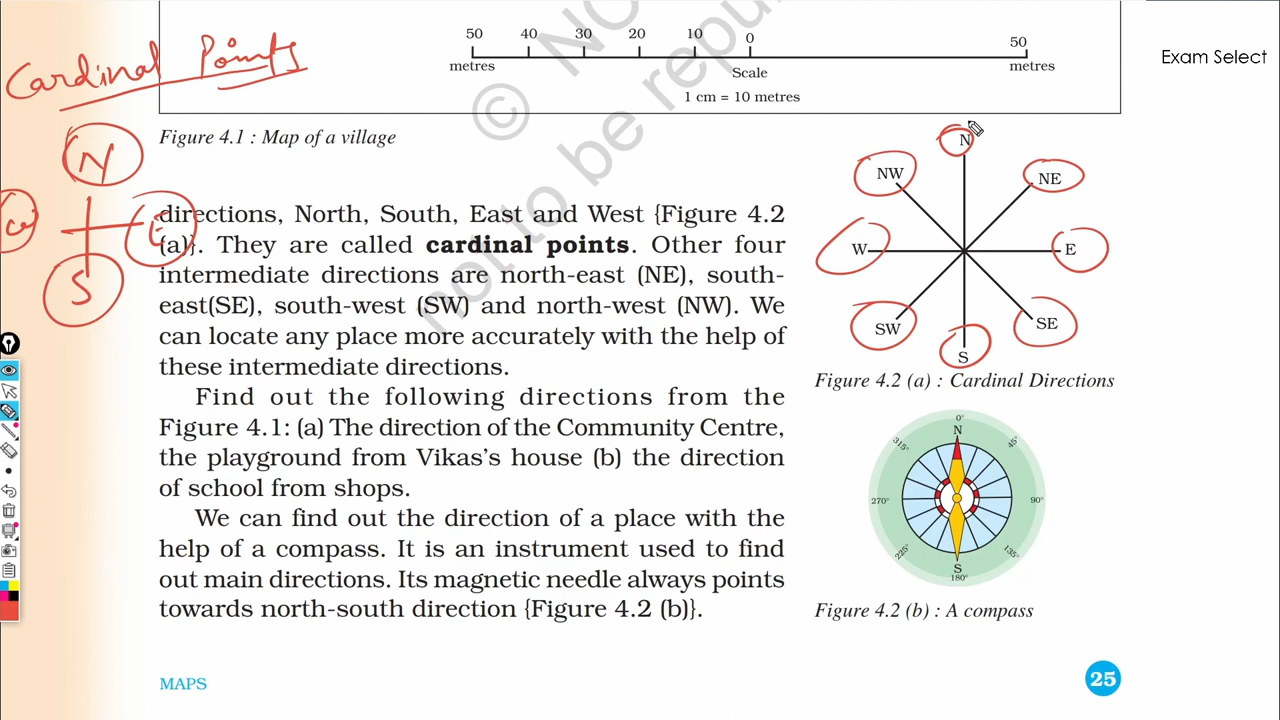 50 40 30 20 10 0 50
metres Scale metres
1 cm = 10 metres
Exam Select
Cardinal Points
© NC
not to be repu
Figure 4.1 : Map of a village
N
E
S
directions, North, South, East and West {Figure 4.2
(a)}. They are called cardinal points. Other four
intermediate directions are north-east (NE), south-
east(SE), south-west (SW) and north-west (NW). We
can locate any place more accurately with the help of
these intermediate directions.
Find out the following directions from the
Figure 4.1: (a) The direction of the Community Centre,
the playground from Vikas's house (b) the direction
of school from shops.
We can find out the direction of a place with the
help of a compass. It is an instrument used to find
out main directions. Its magnetic needle always points
towards north-south direction {Figure 4.2 (b)}.
N
NW NE
W E
SW SE
S
Figure 4.2 (a) : Cardinal Directions
0°
N
315° 45°
270° 90°
225° 135°
S
180°
Figure 4.2 (b) : A compass
MAPS 25